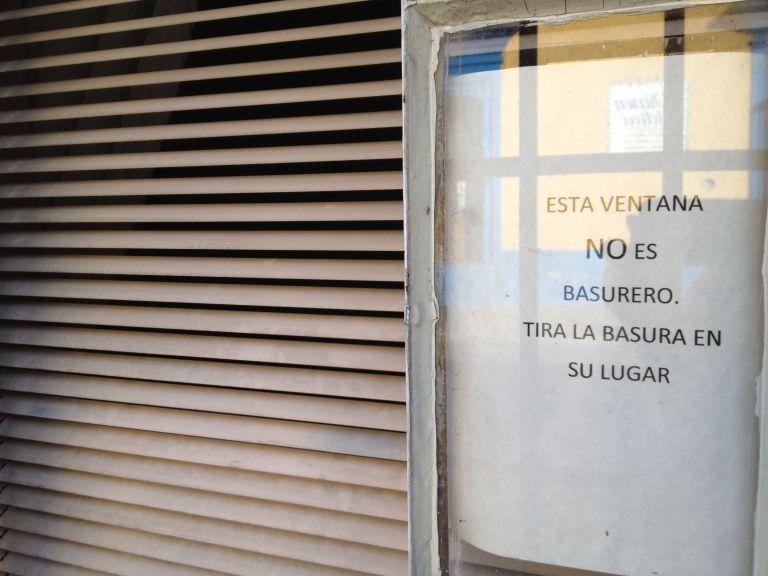 ESTA VENTANA
NO ES
BASURERO.
TIRA LA BASURA EN
SU LUGAR